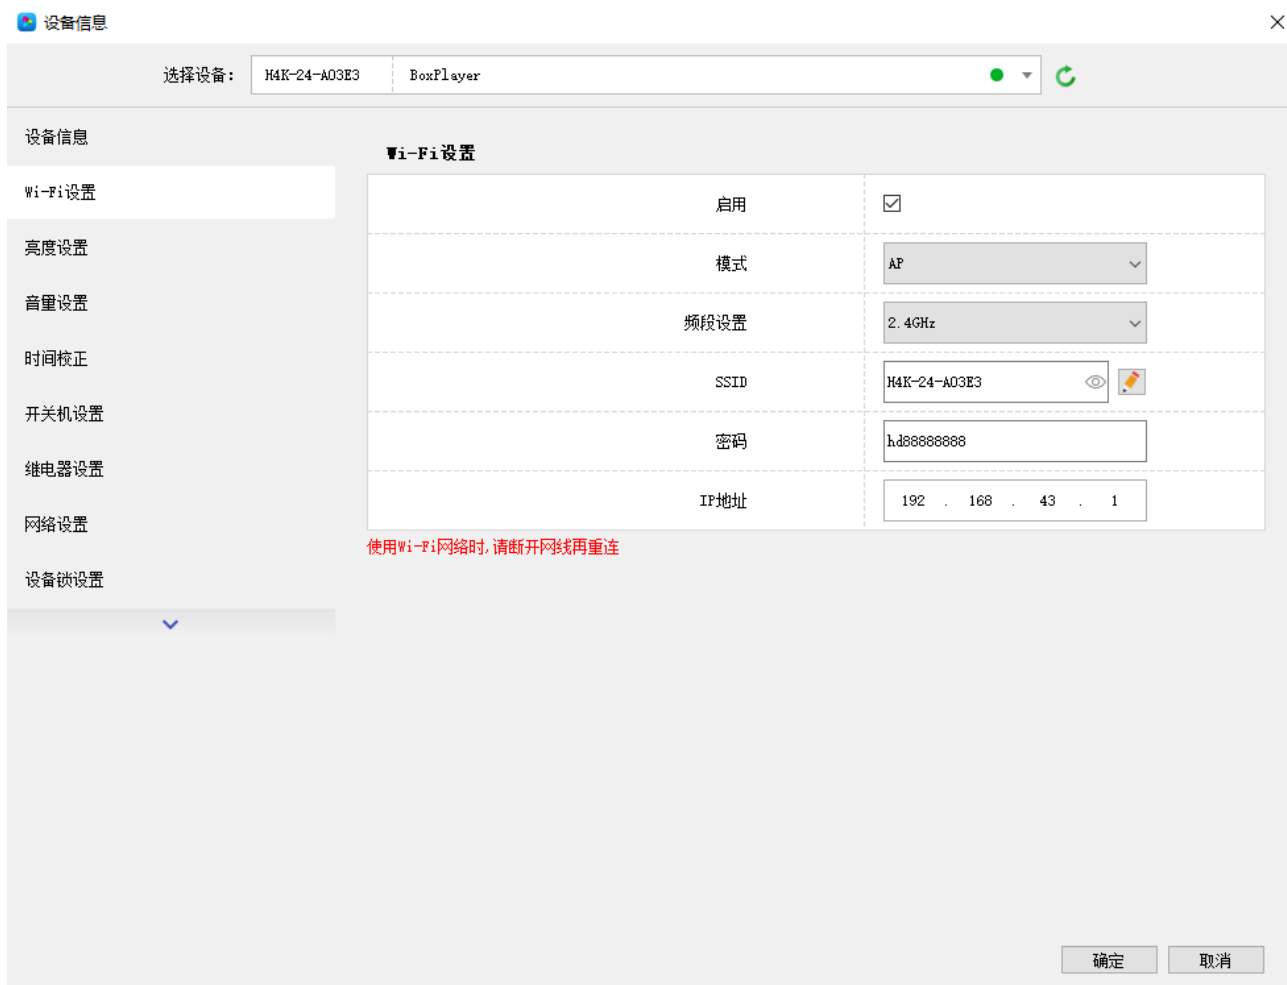 设备信息
选择设备： H4K-24-A03E3 BoxPlayer
设备信息
Wi-Fi设置
亮度设置
音量设置
时间校正
开关机设置
继电器设置
网络设置
设备锁设置
Wi-Fi设置
启用
模式 AP
频段设置 2.4GHz
SSID H4K-24-A03E3
密码 hd88888888
IP地址 192 . 168 . 43 . 1
使用Wi-Fi网络时,请断开网线再重连
确定 取消